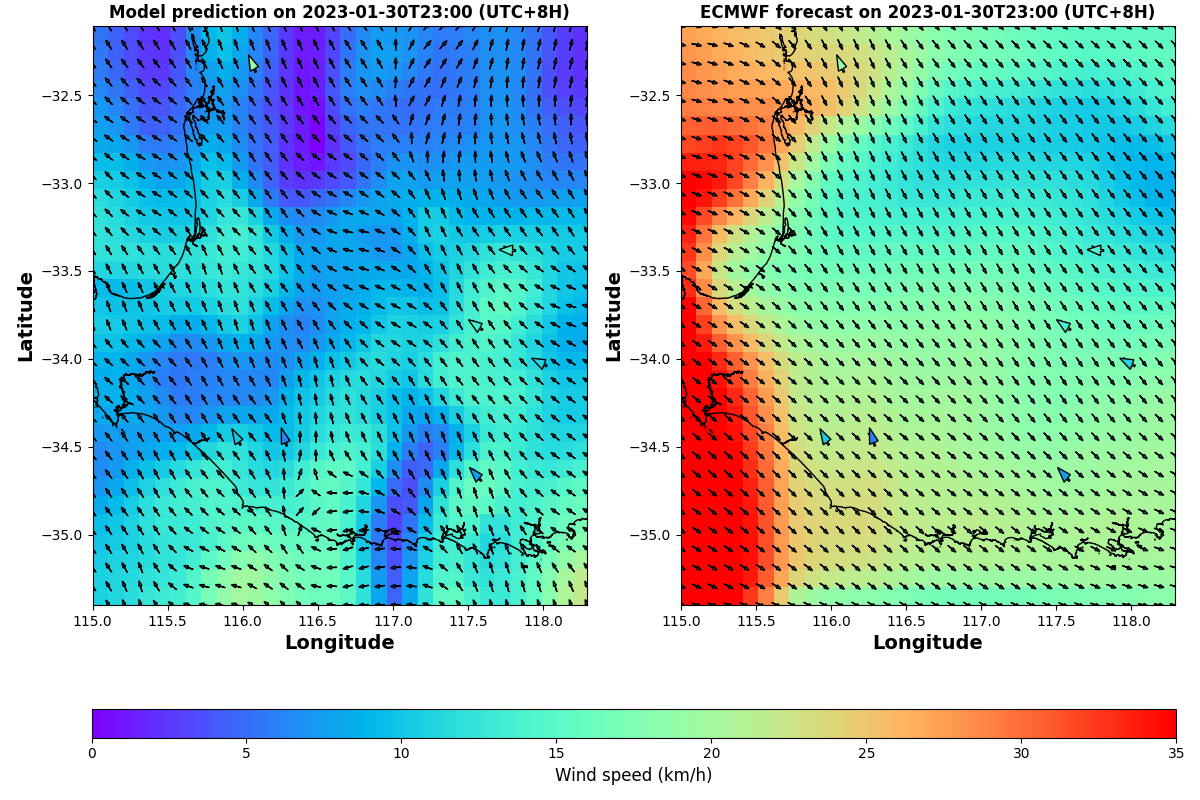 Model prediction on 2023-01-30T23:00 (UTC+8H)
ECMWF forecast on 2023-01-30T23:00 (UTC+8H)
Latitude
−32.5
−33.0
−33.5
−34.0
−34.5
−35.0
115.0 115.5 116.0 116.5 117.0 117.5 118.0
Longitude
Latitude
−32.5
−33.0
−33.5
−34.0
−34.5
−35.0
115.0 115.5 116.0 116.5 117.0 117.5 118.0
Longitude
0 5 10 15 20 25 30 35
Wind speed (km/h)